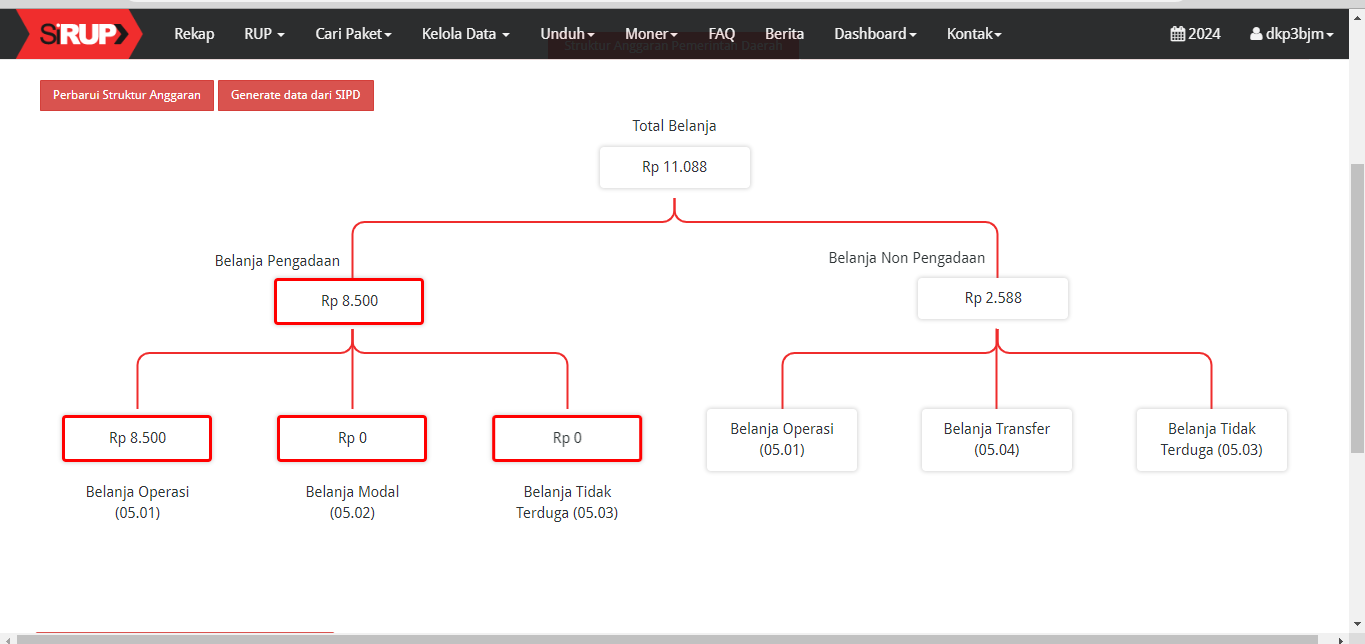 SiRUP
Rekap RUP Cari Paket Kelola Data Unduh Moner FAQ Berita Dashboard Kontak 2024 dkp3bjm
Struktur Anggaran Pemerintah Daerah
Perbarui Struktur Anggaran Generate data dari SIPD
Total Belanja
Rp 11.088
Belanja Pengadaan
Belanja Non Pengadaan
Rp 8.500
Rp 2.588
Rp 8.500
Rp 0
Rp 0
Belanja Operasi
(05.01)
Belanja Transfer
(05.04)
Belanja Tidak
Terduga (05.03)
Belanja Operasi
(05.01)
Belanja Modal
(05.02)
Belanja Tidak
Terduga (05.03)